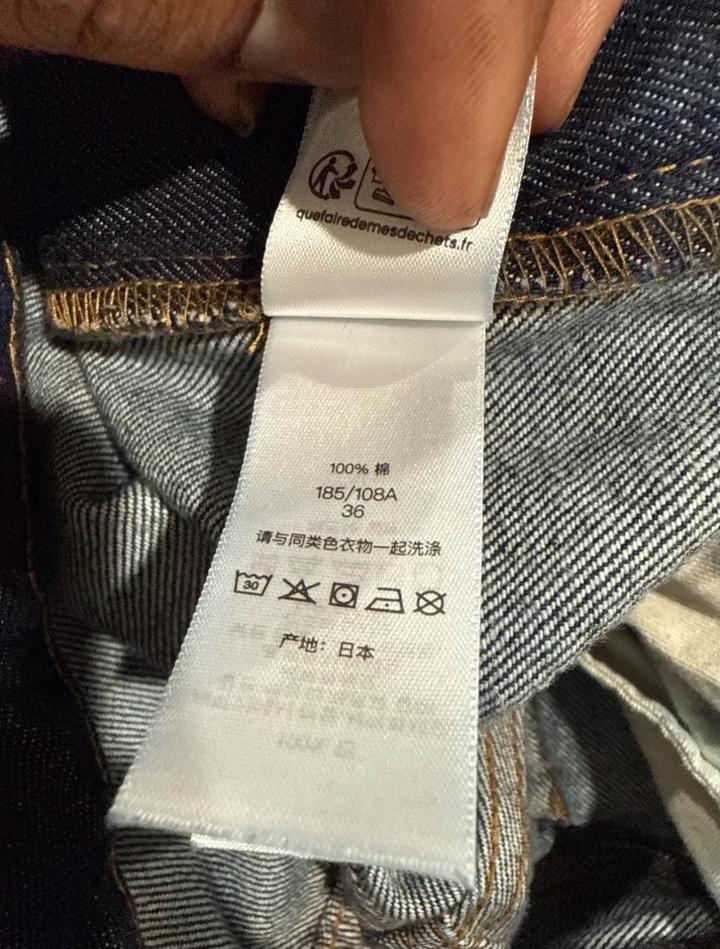 quefairedemesdechets.fr
100% 棉
185/108A
36
请与同类色衣物一起洗涤
30
产地：日本